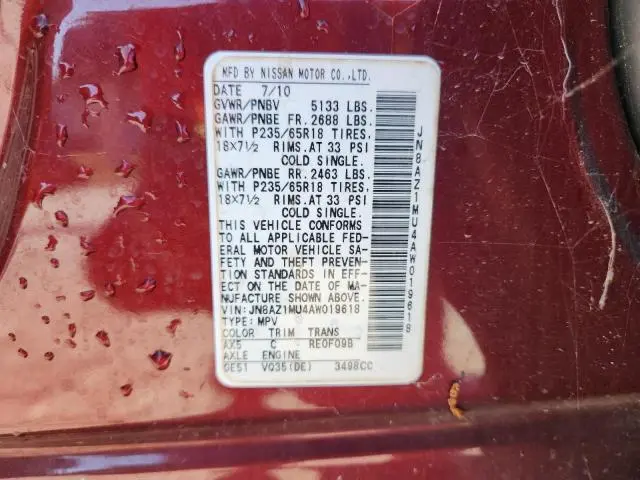 MFD BY NISSAN MOTOR CO.,LTD.
DATE 7/10
GVWR/PNBV 5133 LBS.
GAWR/PNBE FR. 2688 LBS.
WITH P235/65R18 TIRES,
18X7½ RIMS.AT 33 PSI
COLD SINGLE.
GAWR/PNBE RR. 2463 LBS.
WITH P235/65R18 TIRES,
18X7½ RIMS.AT 33 PSI
COLD SINGLE.
THIS VEHICLE CONFORMS
TO ALL APPLICABLE FED-
ERAL MOTOR VEHICLE SA-
FETY AND THEFT PREVEN-
TION STANDARDS IN EFF-
ECT ON THE DATE OF MA-
NUFACTURE SHOWN ABOVE.
VIN:JN8AZ1MU4AW019618
TYPE: MPV
COLOR TRIM TRANS
AX5 C RE0F09B
AXLE ENGINE
GE51 VQ35(DE) 3498CC
JN8AZ1MU4AW019618